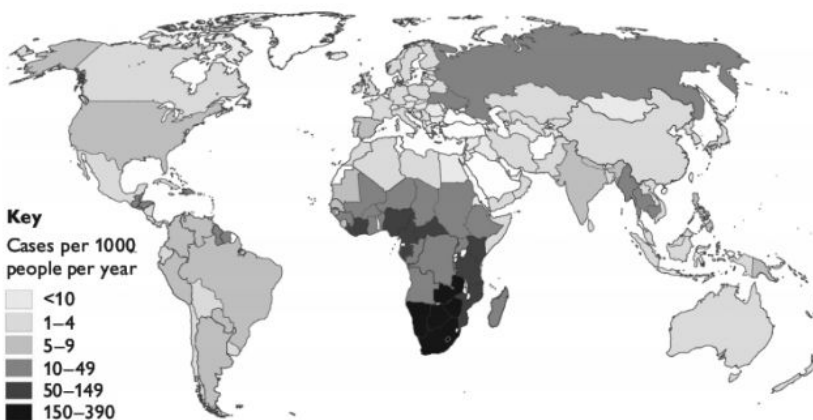 Key
Cases per 1000
people per year
<10
1–4
5–9
10–49
50–149
150–390